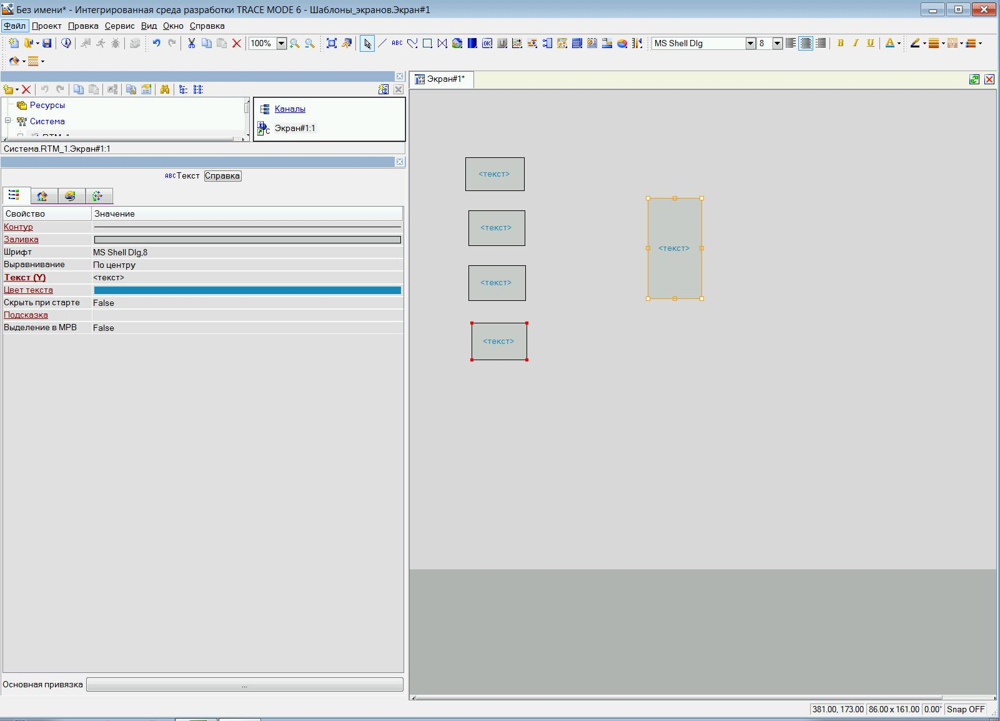 Без имени* - Интегрированная среда разработки TRACE MODE 6 - Шаблоны_экранов.Экран#1
Файл Проект Правка Сервис Вид Окно Справка
100% ABC OK MS Shell Dlg 8 B I U A
Экран#1*
Ресурсы
Система
RTM_1
Каналы
Экран#1:1
Система.RTM_1.Экран#1:1
ABC Текст Справка
Свойство Значение
Контур
Заливка
Шрифт MS Shell Dlg,8
Выравнивание По центру
Текст (Y) <текст>
Цвет текста
Скрыть при старте False
Подсказка
Выделение в МРВ False
<текст>
<текст>
<текст>
<текст>
<текст>
Основная привязка ...
381.00, 173.00 86.00 x 161.00 0.00° Snap OFF